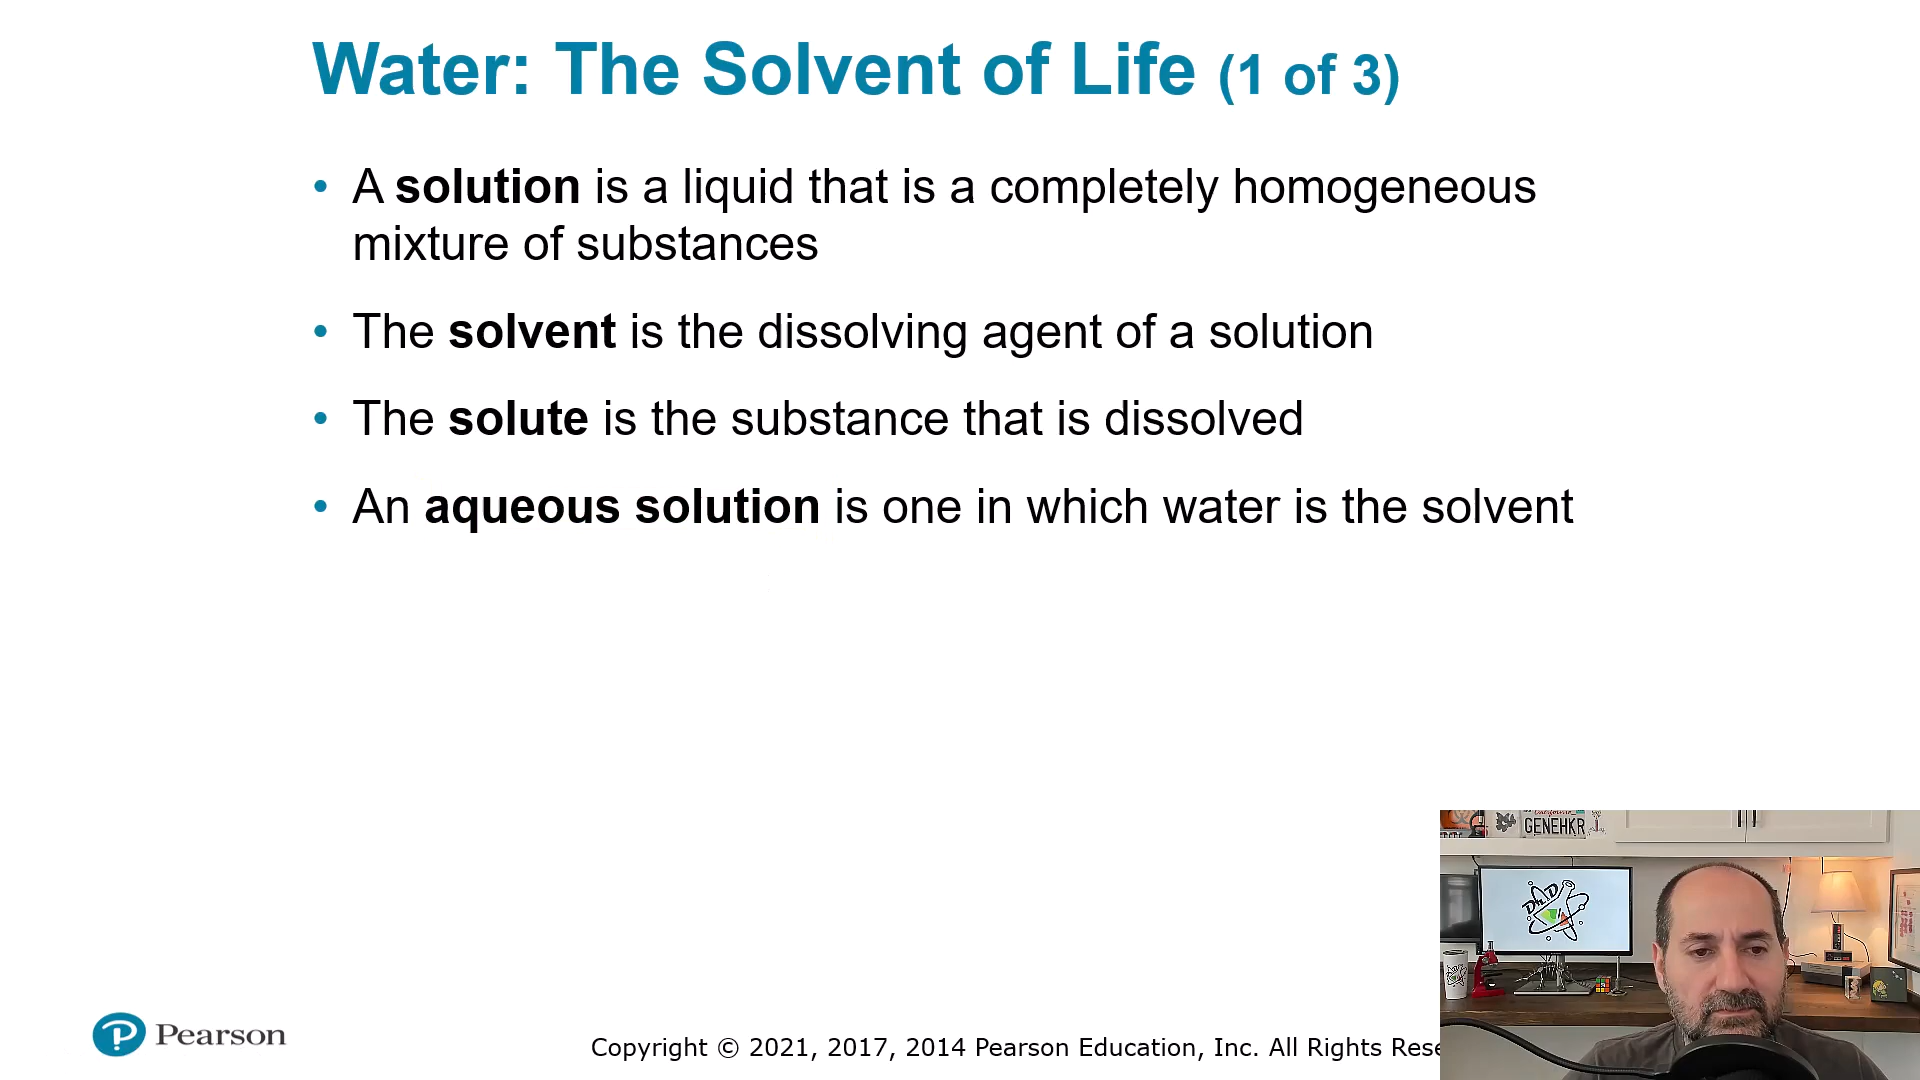 Water: The Solvent of Life (1 of 3)
• A solution is a liquid that is a completely homogeneous
mixture of substances
• The solvent is the dissolving agent of a solution
• The solute is the substance that is dissolved
• An aqueous solution is one in which water is the solvent
GENEHKR
Pearson
Copyright © 2021, 2017, 2014 Pearson Education, Inc. All Rights Rese